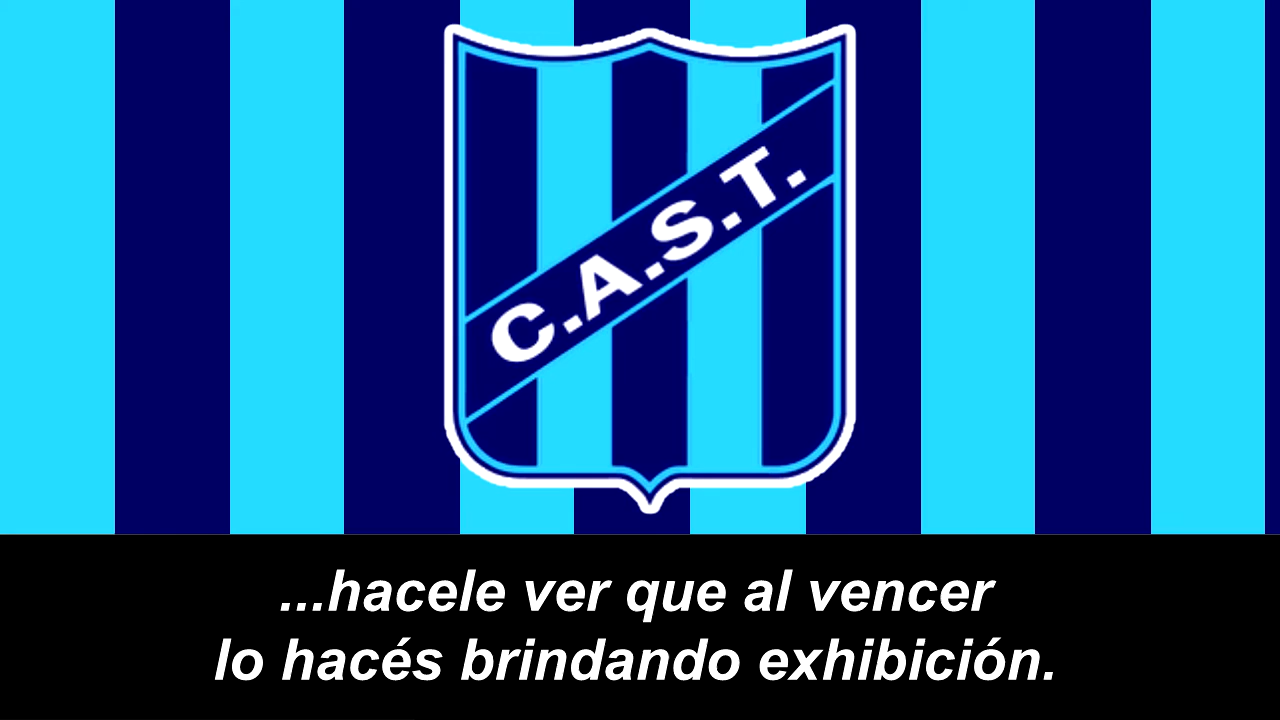 C.A.S.T.
...hacele ver que al vencer
lo hacés brindando exhibición.